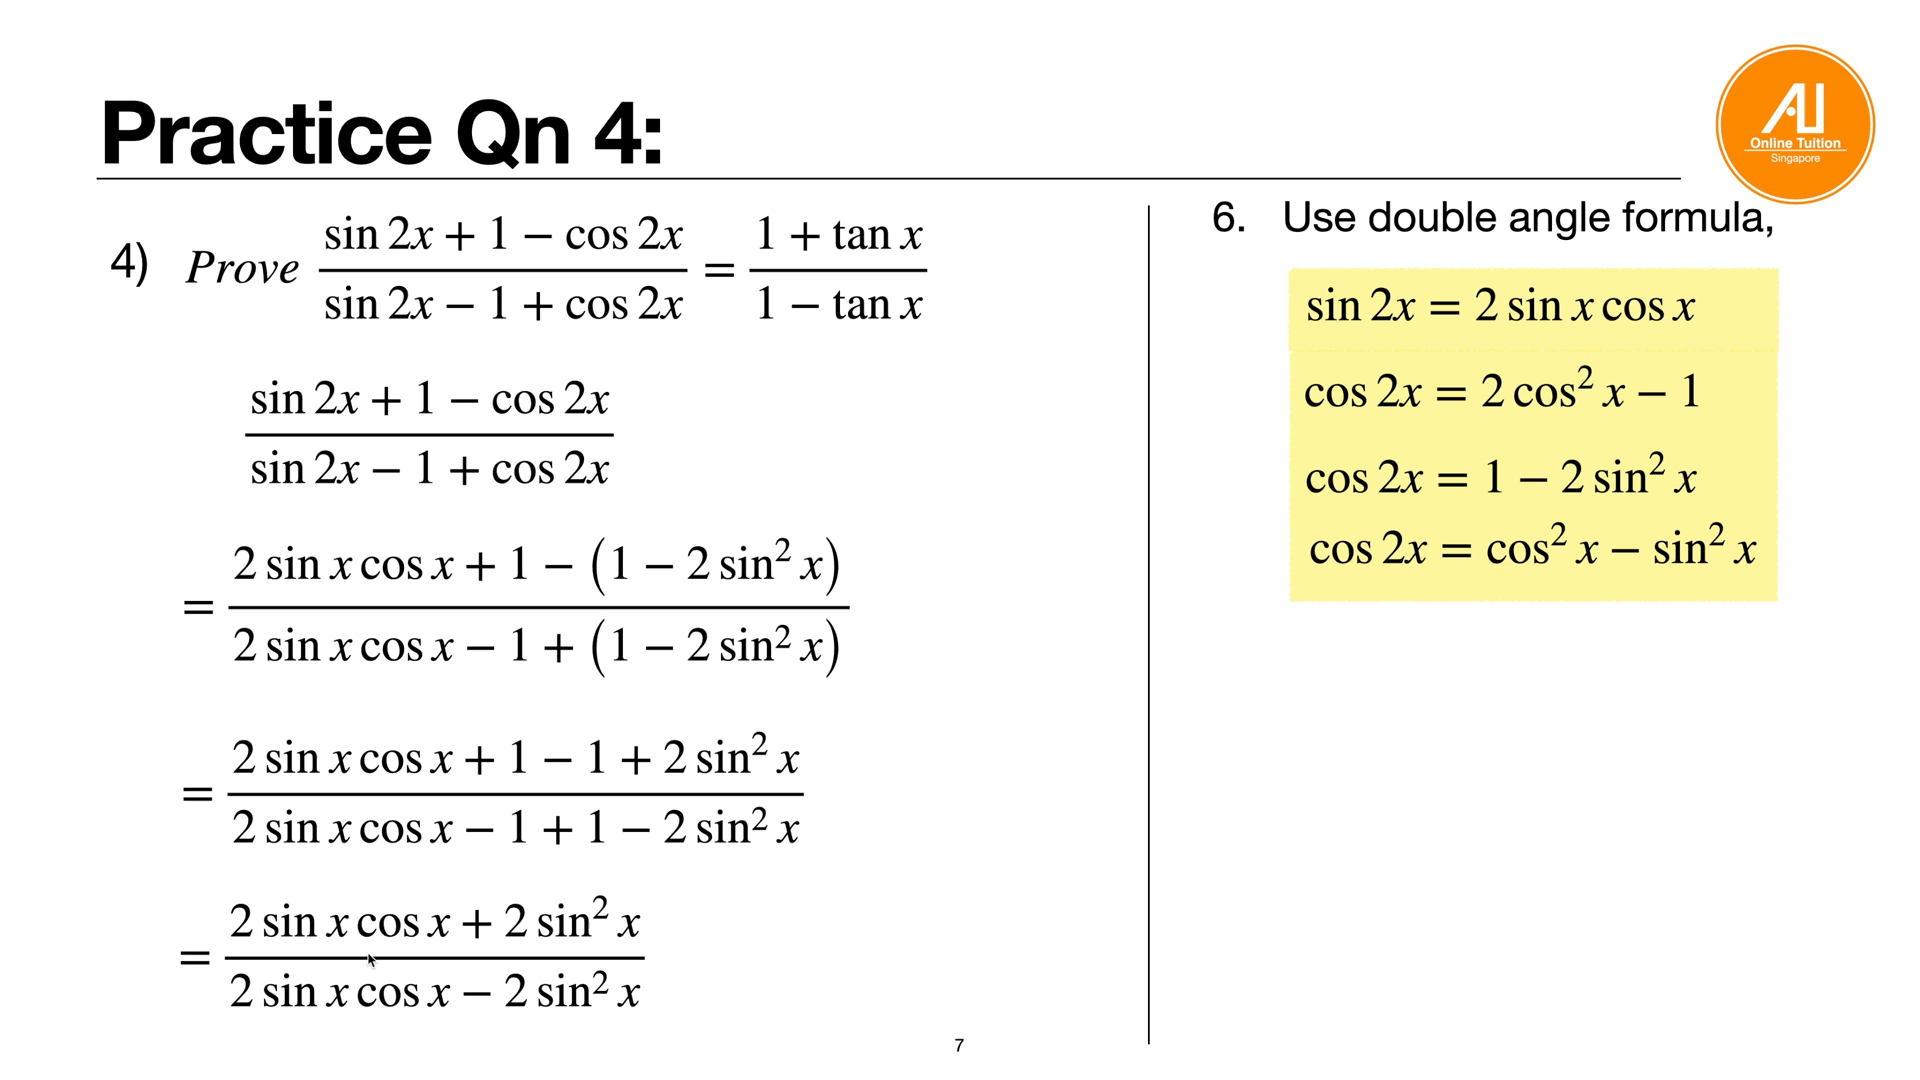 Practice Qn 4:
AU
Online Tuition
Singapore
4) Prove (sin 2x + 1 − cos 2x)/(sin 2x − 1 + cos 2x) = (1 + tan x)/(1 − tan x)
(sin 2x + 1 − cos 2x)/(sin 2x − 1 + cos 2x)
= (2 sin x cos x + 1 − (1 − 2 sin² x))/(2 sin x cos x − 1 + (1 − 2 sin² x))
= (2 sin x cos x + 1 − 1 + 2 sin² x)/(2 sin x cos x − 1 + 1 − 2 sin² x)
= (2 sin x cos x + 2 sin² x)/(2 sin x cos x − 2 sin² x)
6. Use double angle formula,
sin 2x = 2 sin x cos x
cos 2x = 2 cos² x − 1
cos 2x = 1 − 2 sin² x
cos 2x = cos² x − sin² x
7